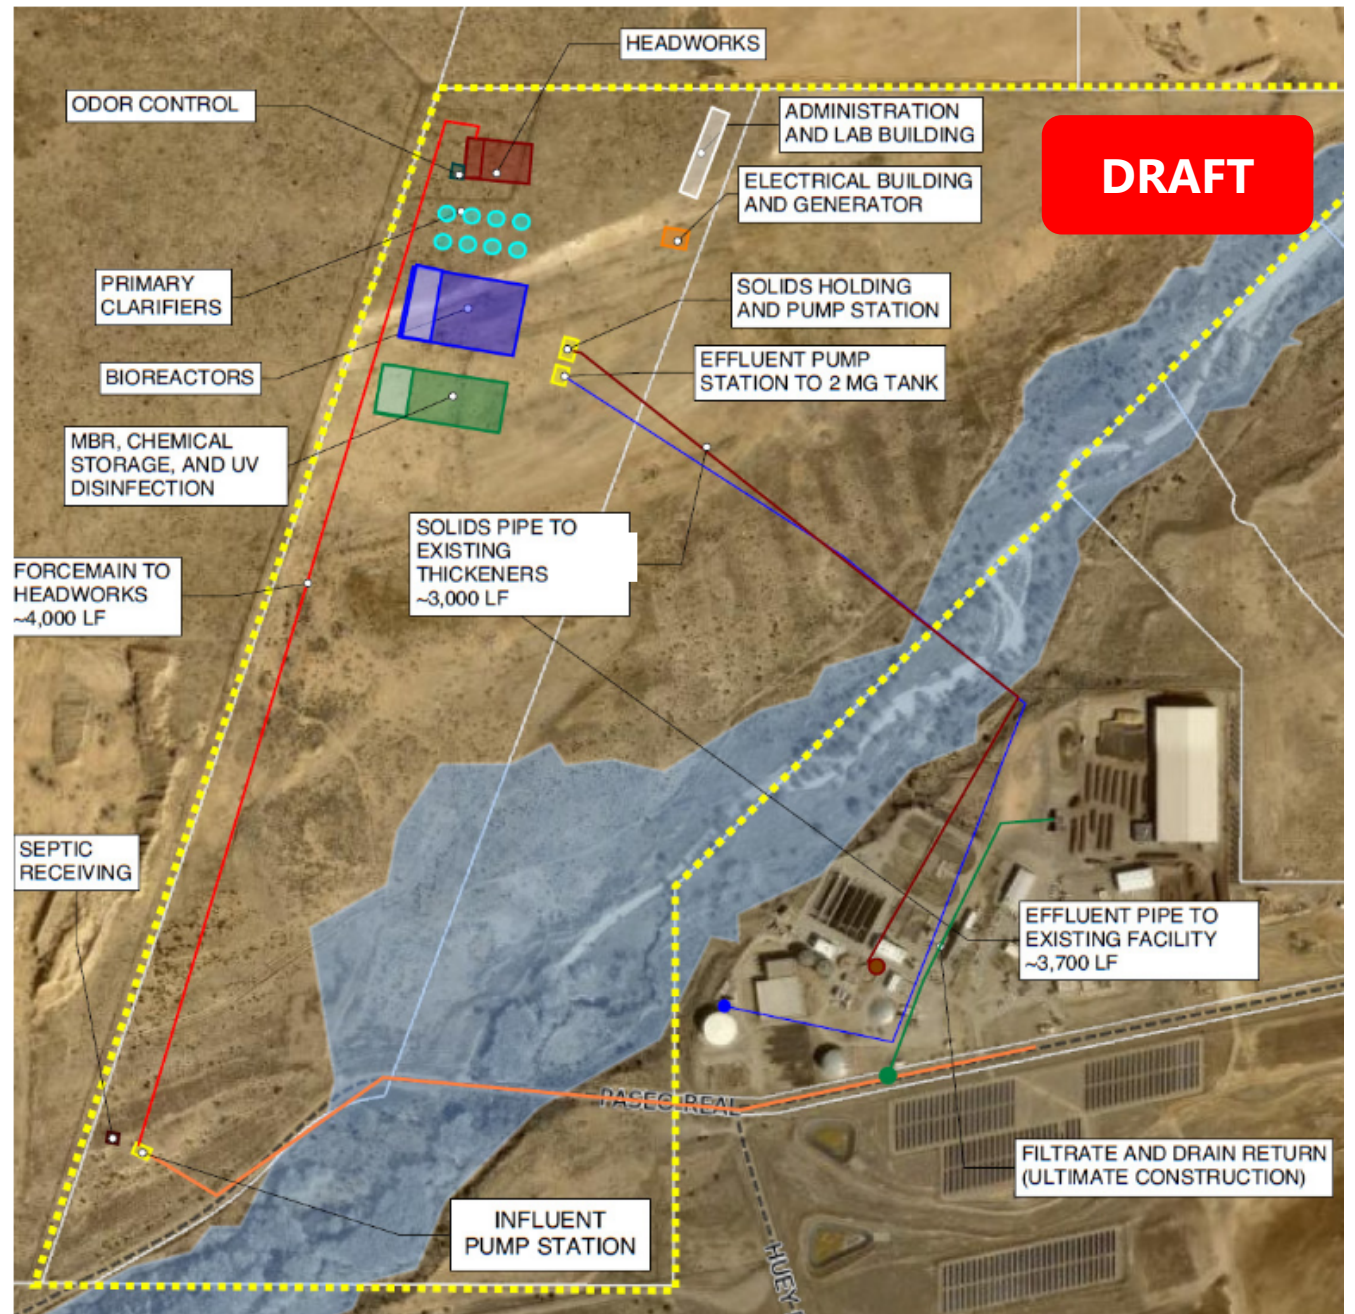 HEADWORKS
ODOR CONTROL
ADMINISTRATION
AND LAB BUILDING
DRAFT
ELECTRICAL BUILDING
AND GENERATOR
PRIMARY
CLARIFIERS
SOLIDS HOLDING
AND PUMP STATION
BIOREACTORS
EFFLUENT PUMP
STATION TO 2 MG TANK
MBR, CHEMICAL
STORAGE, AND UV
DISINFECTION
SOLIDS PIPE TO
EXISTING
THICKENERS
~3,000 LF
FORCEMAIN TO
HEADWORKS
~4,000 LF
SEPTIC
RECEIVING
EFFLUENT PIPE TO
EXISTING FACILITY
~3,700 LF
PASEO REAL
FILTRATE AND DRAIN RETURN
(ULTIMATE CONSTRUCTION)
INFLUENT
PUMP STATION
HUEY